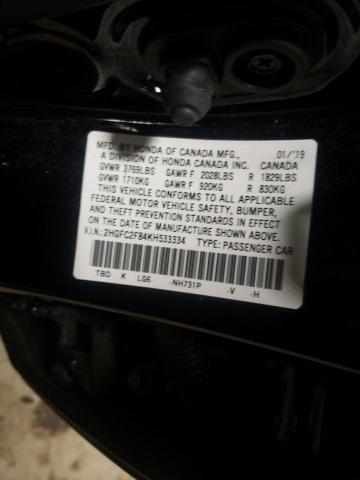 MFD. BY HONDA OF CANADA MFG., 01/'19
A DIVISION OF HONDA CANADA INC. CANADA
GVWR 3769LBS GAWR F 2028LBS R 1829LBS
GVWR 1710KG GAWR F 920KG R 830KG
THIS VEHICLE CONFORMS TO ALL APPLICABLE
FEDERAL MOTOR VEHICLE SAFETY, BUMPER,
AND THEFT PREVENTION STANDARDS IN EFFECT
ON THE DATE OF MANUFACTURE SHOWN ABOVE.
V.I.N.: 2HGFC2F84KH533334 TYPE: PASSENGER CAR
TBD K LG6 -NH731P -V -H